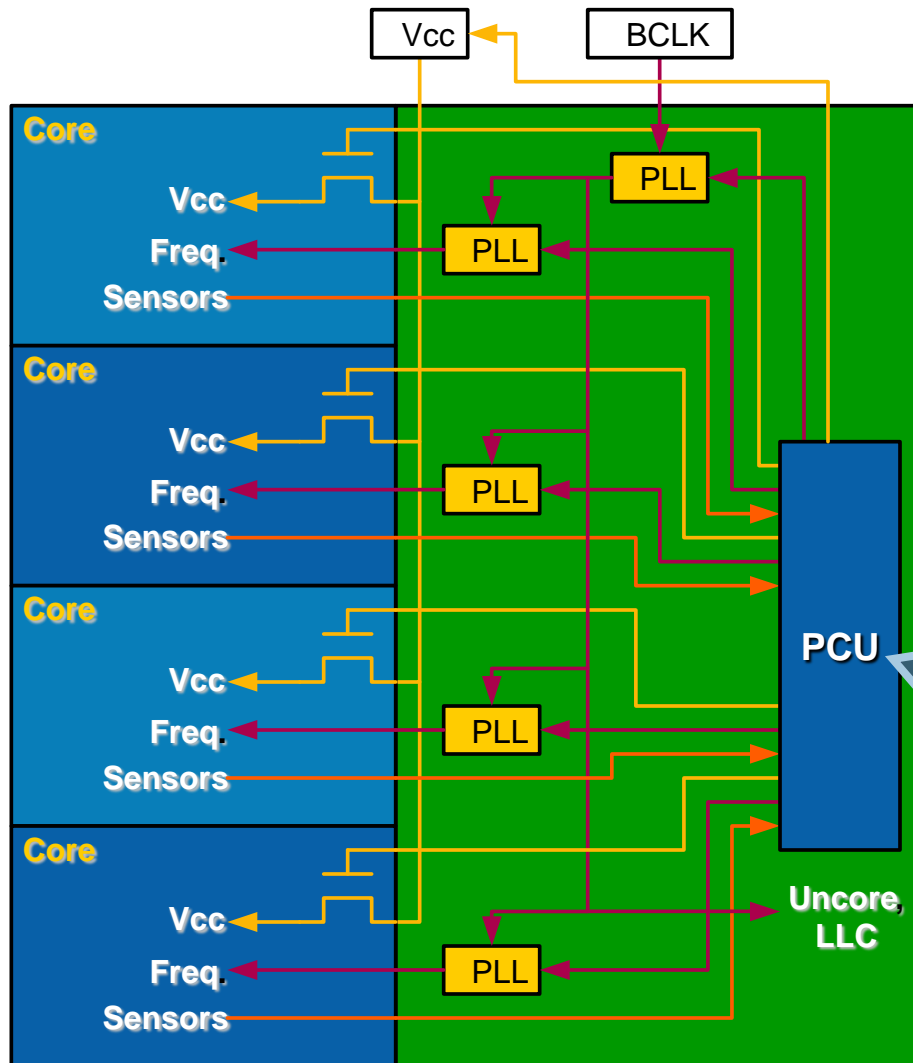 Vcc
BCLK
Core
PLL
Vcc
PLL
Freq.
Sensors
Core
Vcc
Freq.
PLL
Sensors
Core
PCU
Vcc
Freq.
PLL
Sensors
Core
Uncore,
LLC
Vcc
Freq.
PLL
Sensors